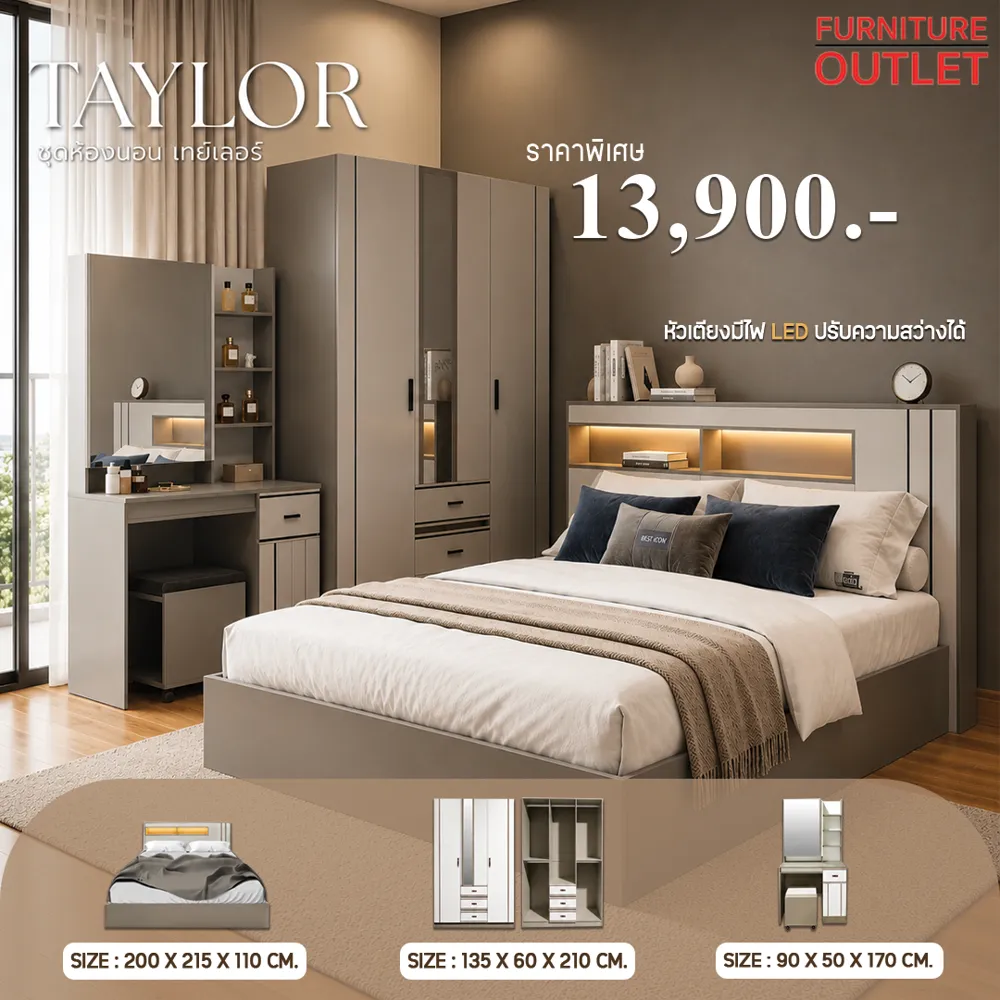 TAYLOR
ชุดห้องนอน เทย์เลอร์
FURNITURE
OUTLET
ราคาพิเศษ
13,900.-
หัวเตียงมีไฟ LED ปรับความสว่างได้
BEST iCON
SIZE : 200 X 215 X 110 CM.
SIZE : 135 X 60 X 210 CM.
SIZE : 90 X 50 X 170 CM.